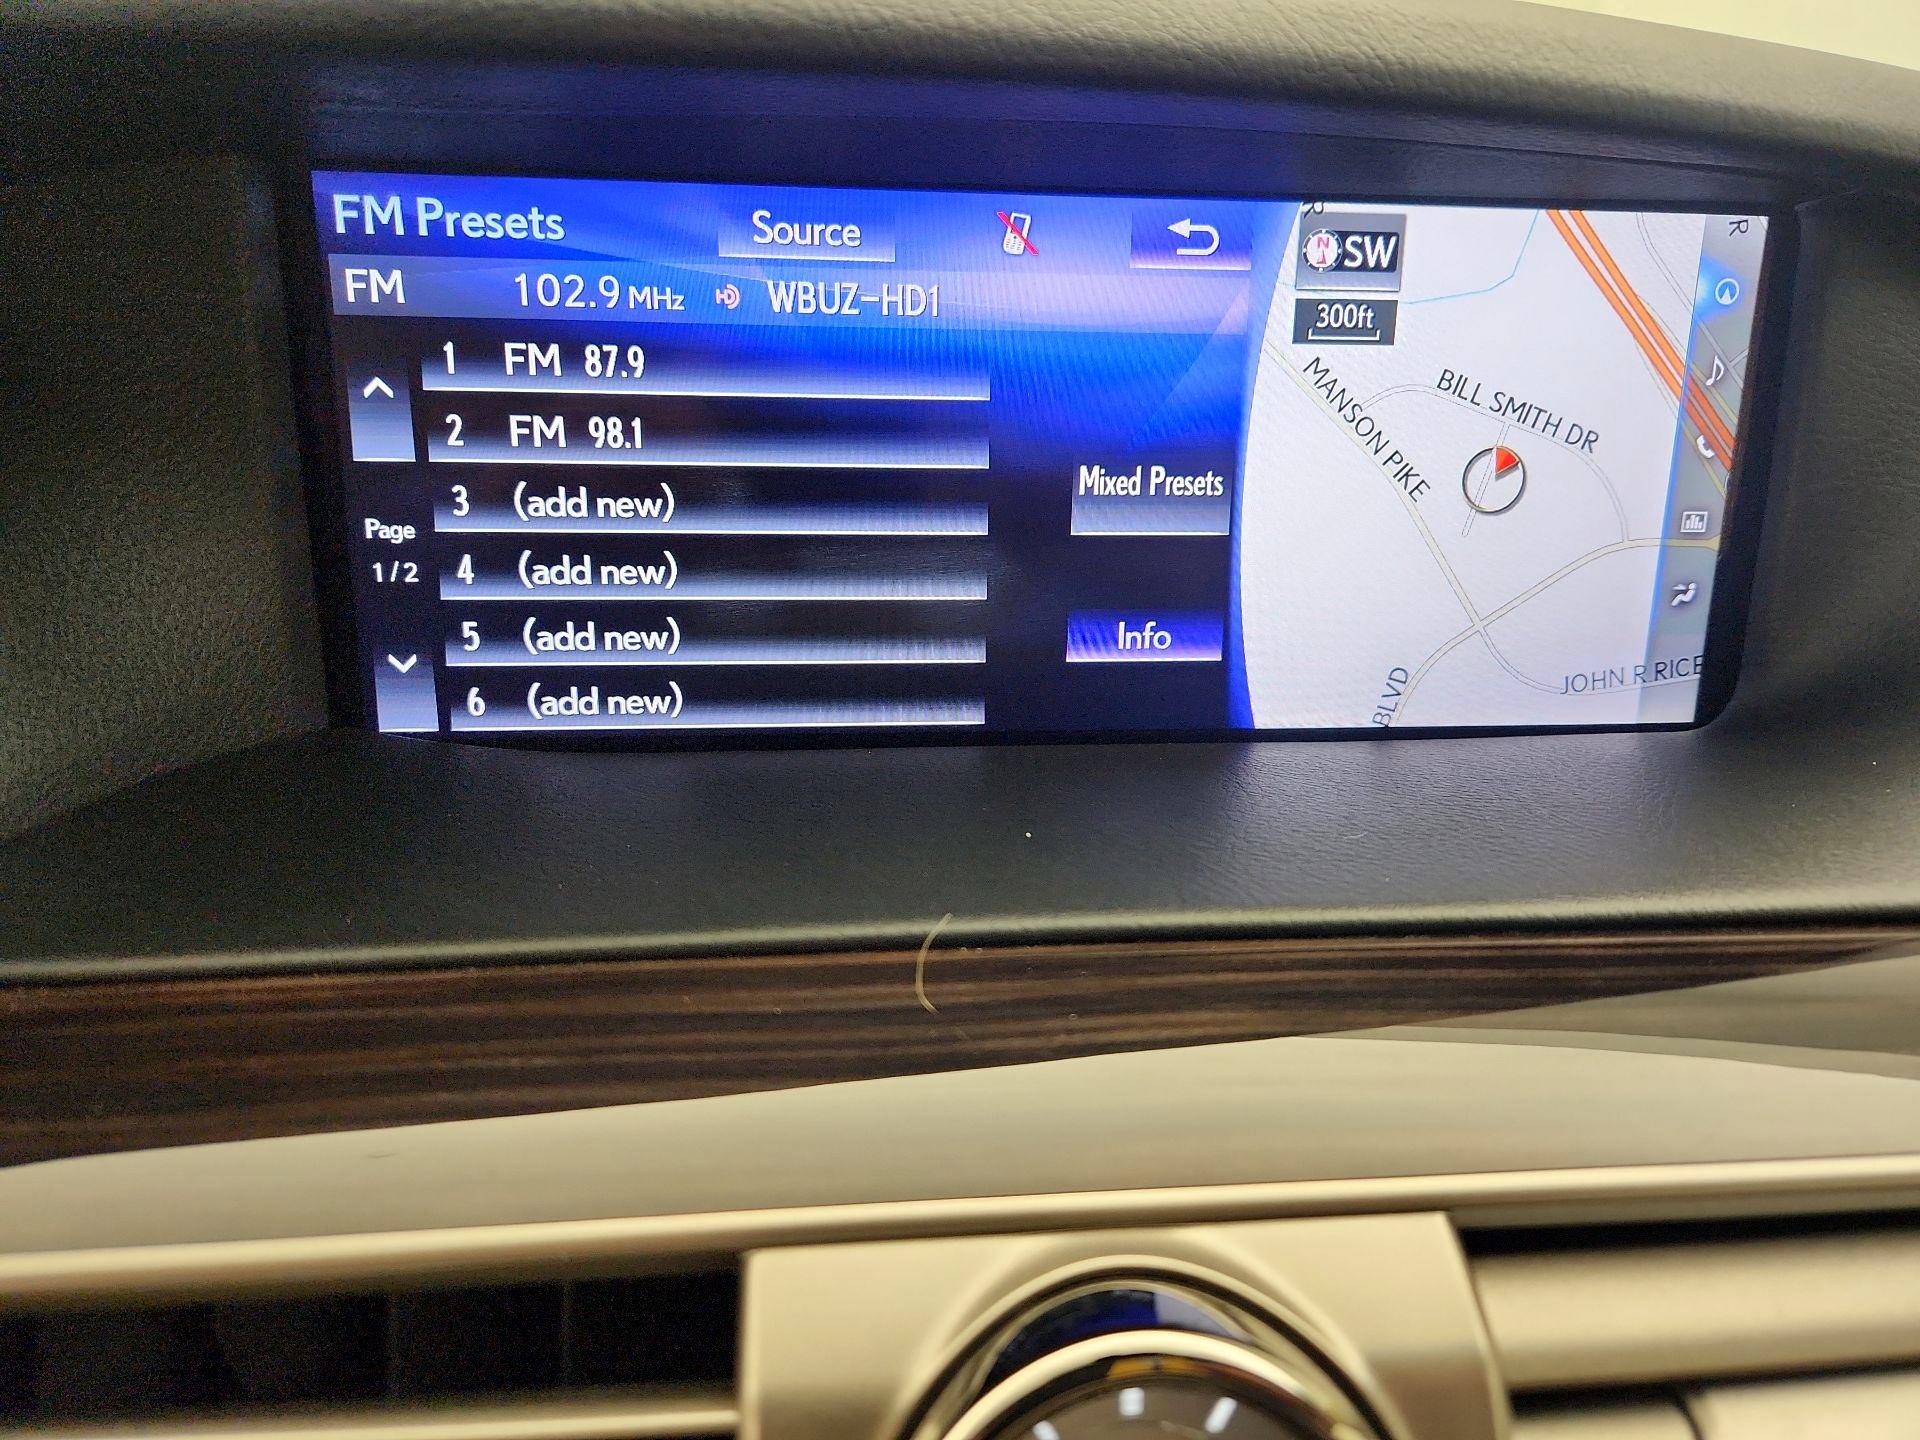 FM Presets
Source
FM 102.9 MHz HD WBUZ-HD1
1 FM 87.9
2 FM 98.1
3 (add new)
4 (add new)
5 (add new)
6 (add new)
Page
1/2
Mixed Presets
Info
N SW
300ft
R
R
MANSON PIKE
BILL SMITH DR
JOHN R RICE
BLVD